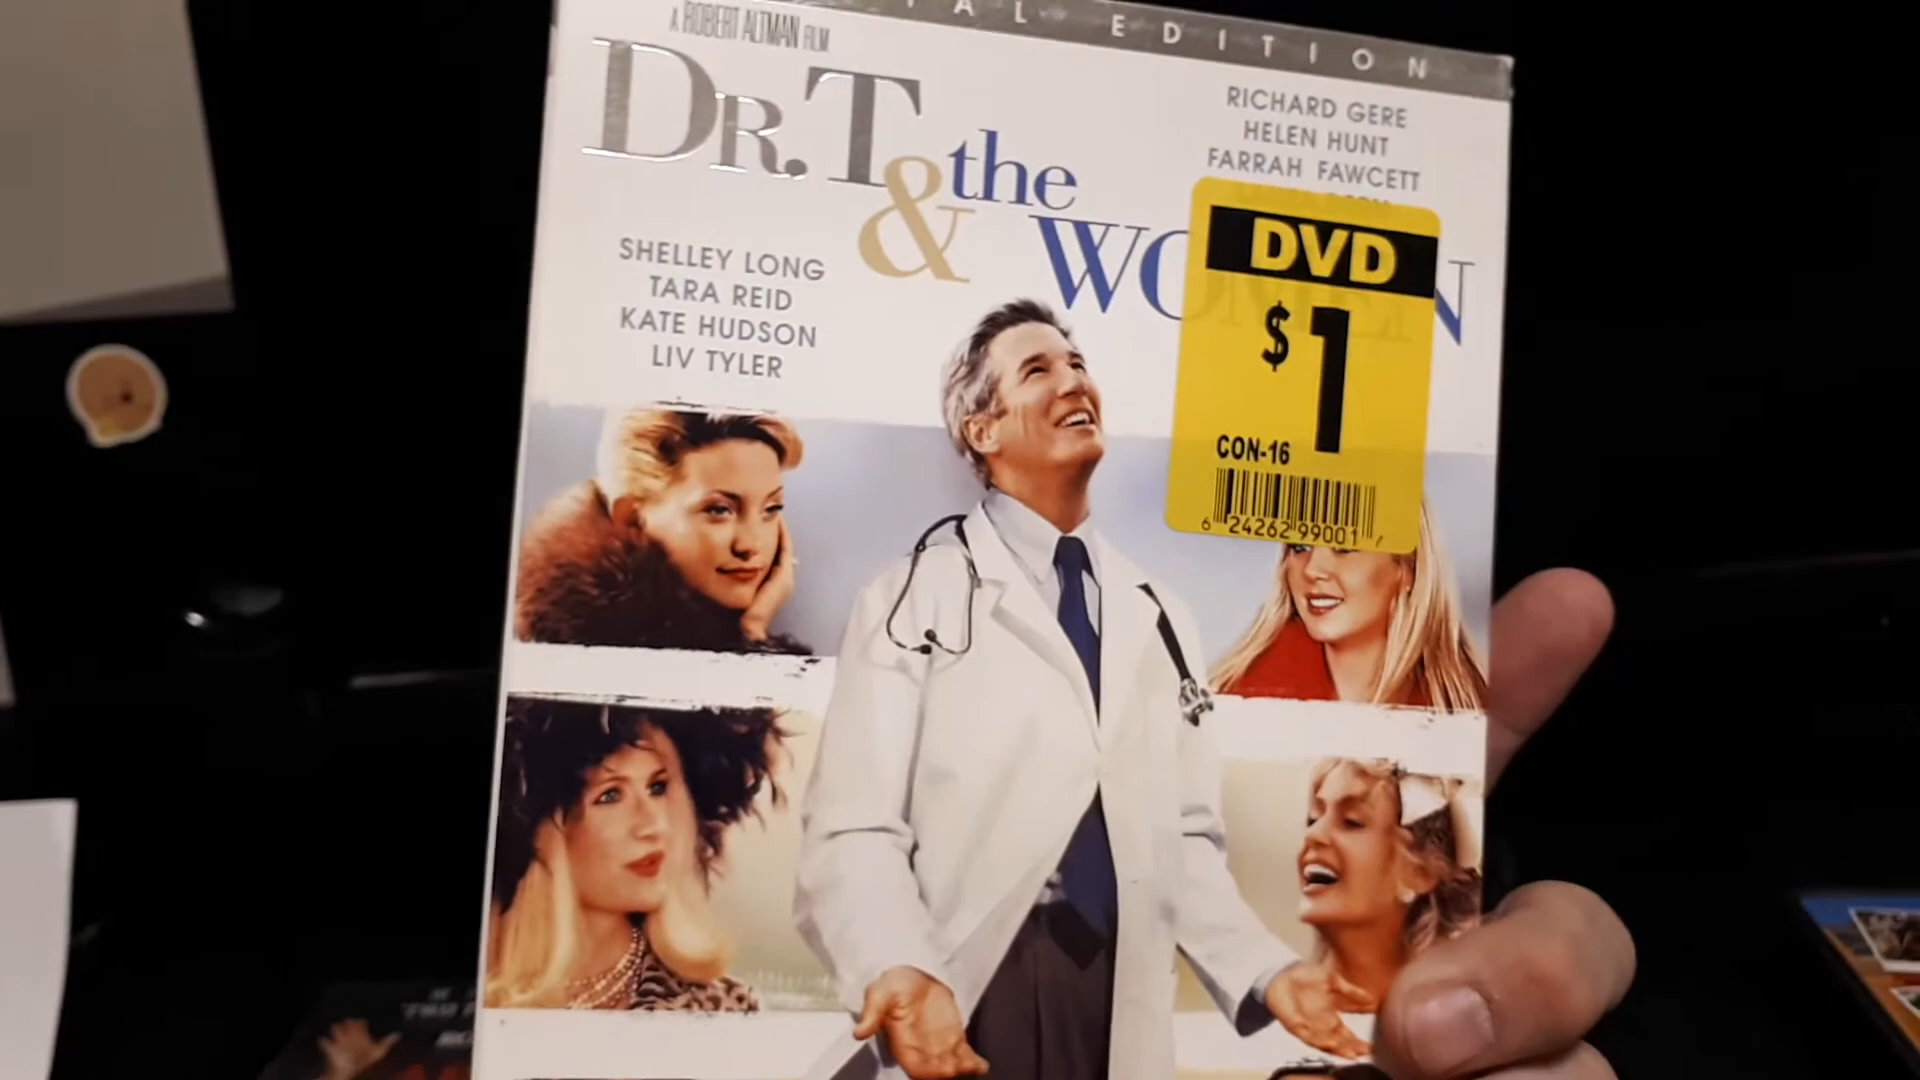 EDITION
A ROBERT ALTMAN FILM
DR. T
& the
RICHARD GERE
HELEN HUNT
FARRAH FAWCETT
SHELLEY LONG
TARA REID
KATE HUDSON
LIV TYLER
DVD
$1
CON-16
6 24262 99001 7